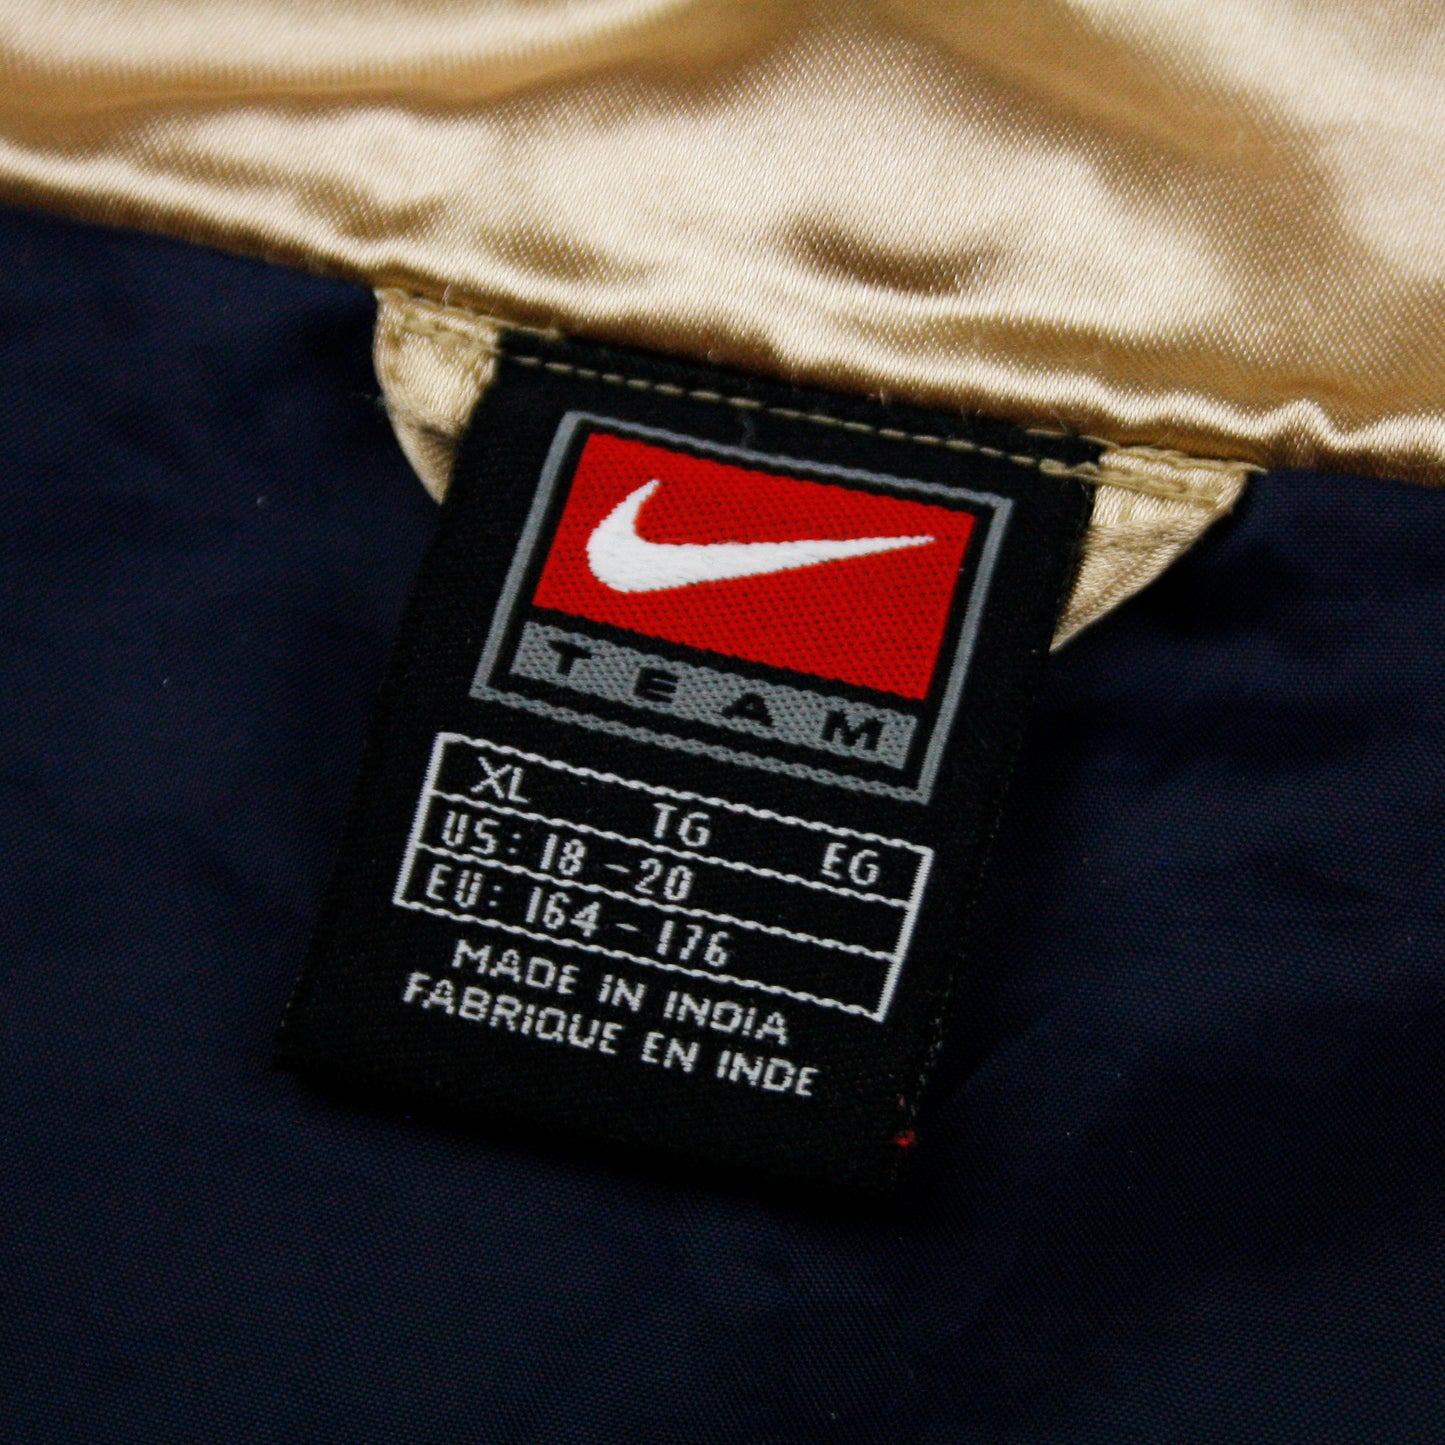 TEAM
XL TG EG
US: 18-20
EU: 164-176
MADE IN INDIA
FABRIQUE EN INDE